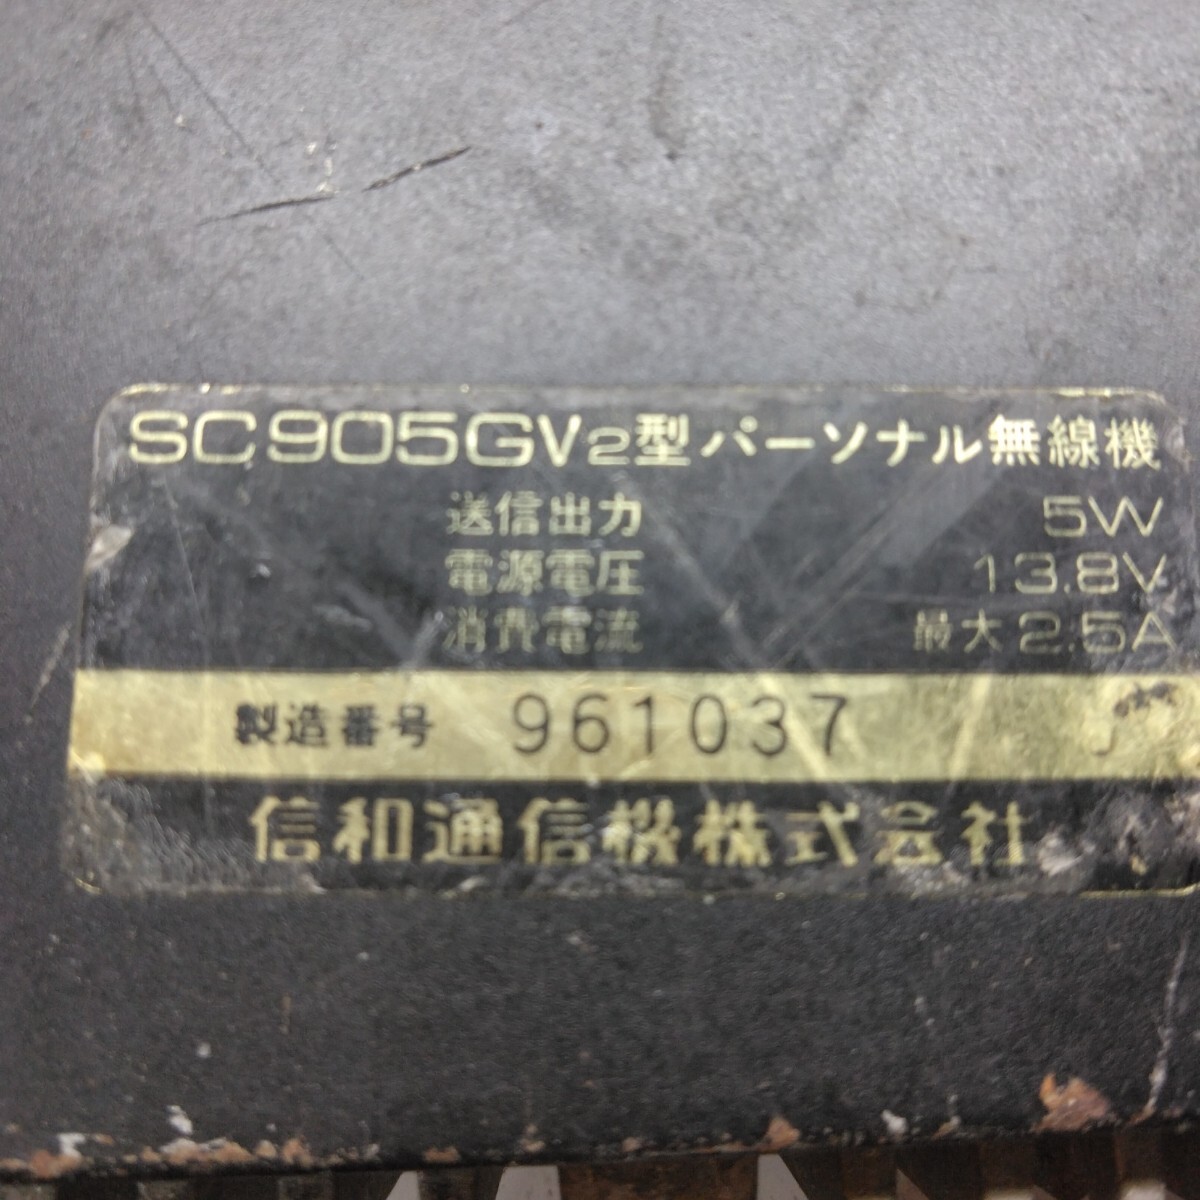 SC905GV2型パーソナル無線機
送信出力 5W
電源電圧 13.8V
消費電流 最大2.5A
製造番号 961037
信和通信機株式会社